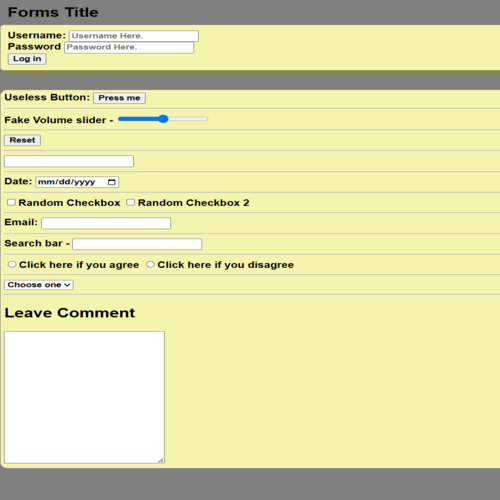 Forms Title
Username: Username Here.
Password Password Here.
Log in
Useless Button: Press me
Fake Volume slider -
Reset
Date: mm/dd/yyyy
Random Checkbox Random Checkbox 2
Email:
Search bar -
Click here if you agree Click here if you disagree
Choose one
Leave Comment